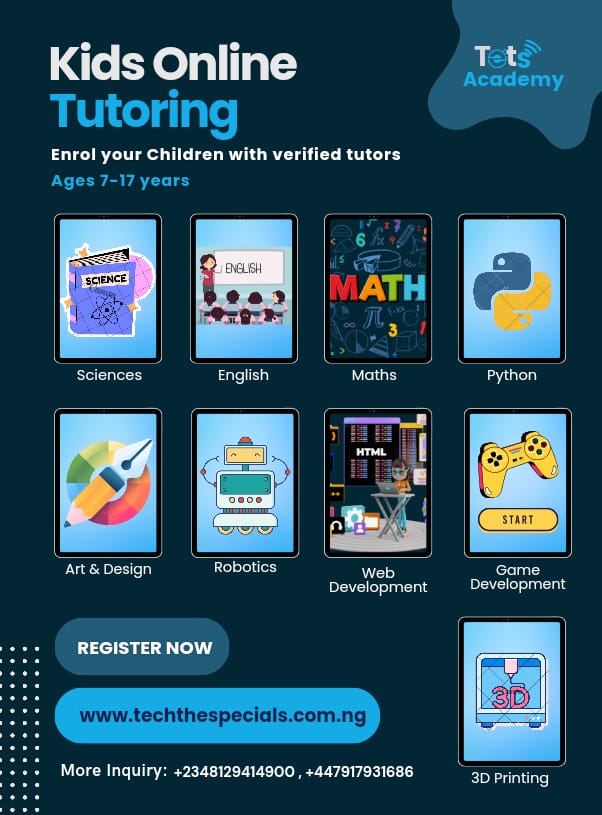 Kids Online
Tutoring
Tots
Academy
Enrol your Children with verified tutors
Ages 7-17 years
SCIENCE
ENGLISH
MATH
Sciences
English
Maths
Python
HTML
START
Art & Design
Robotics
Web
Development
Game
Development
REGISTER NOW
www.techthespecials.com.ng
3D
More Inquiry: +2348129414900 , +447917931686
3D Printing